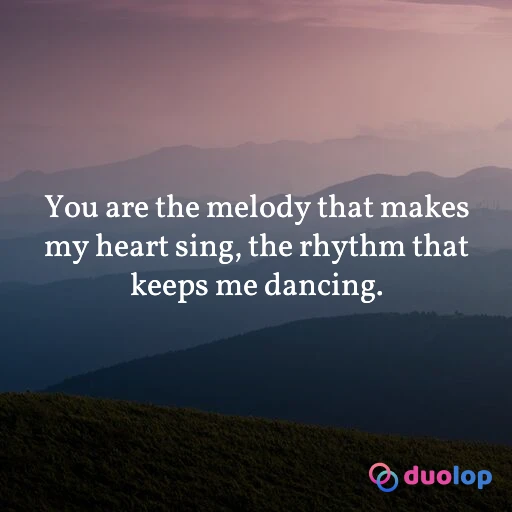 You are the melody that makes
my heart sing, the rhythm that
keeps me dancing.
duolop